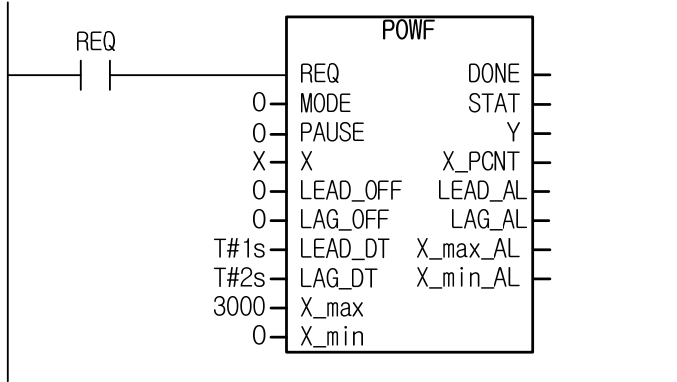 POWF
REQ
REQ DONE
0 MODE STAT
0 PAUSE Y
X X X_PCNT
0 LEAD_OFF LEAD_AL
0 LAG_OFF LAG_AL
T#1s LEAD_DT X_max_AL
T#2s LAG_DT X_min_AL
3000 X_max
0 X_min